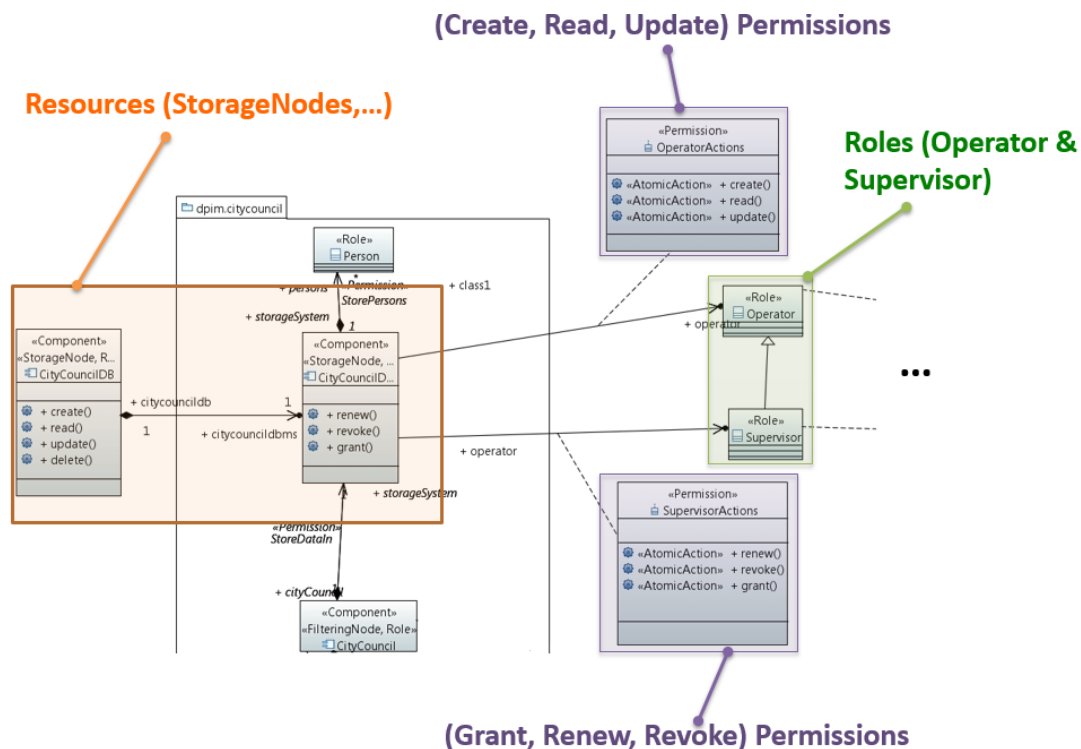 (Create, Read, Update) Permissions
Resources (StorageNodes,...)
Roles (Operator &
Supervisor)
«Permission»
OperatorActions
«AtomicAction» + create()
«AtomicAction» + read()
«AtomicAction» + update()
dpim.citycouncil
«Role»
Person
+ persons
*
«Permission»
StorePersons
+ class1
+ storageSystem
1
«Role»
Operator
+ operator
«Component»
«StorageNode, R...
CityCouncilDB
+ create()
+ read()
+ update()
+ delete()
+ citycouncildb
1
1
+ citycouncildbms
«Component»
«StorageNode, ...
CityCouncilD...
+ renew()
+ revoke()
+ grant()
...
«Role»
Supervisor
+ operator
+ storageSystem
1
«Permission»
StoreDataIn
«Permission»
SupervisorActions
«AtomicAction» + renew()
«AtomicAction» + revoke()
«AtomicAction» + grant()
+ cityCouncil
1
«Component»
«FilteringNode, Role»
CityCouncil
(Grant, Renew, Revoke) Permissions